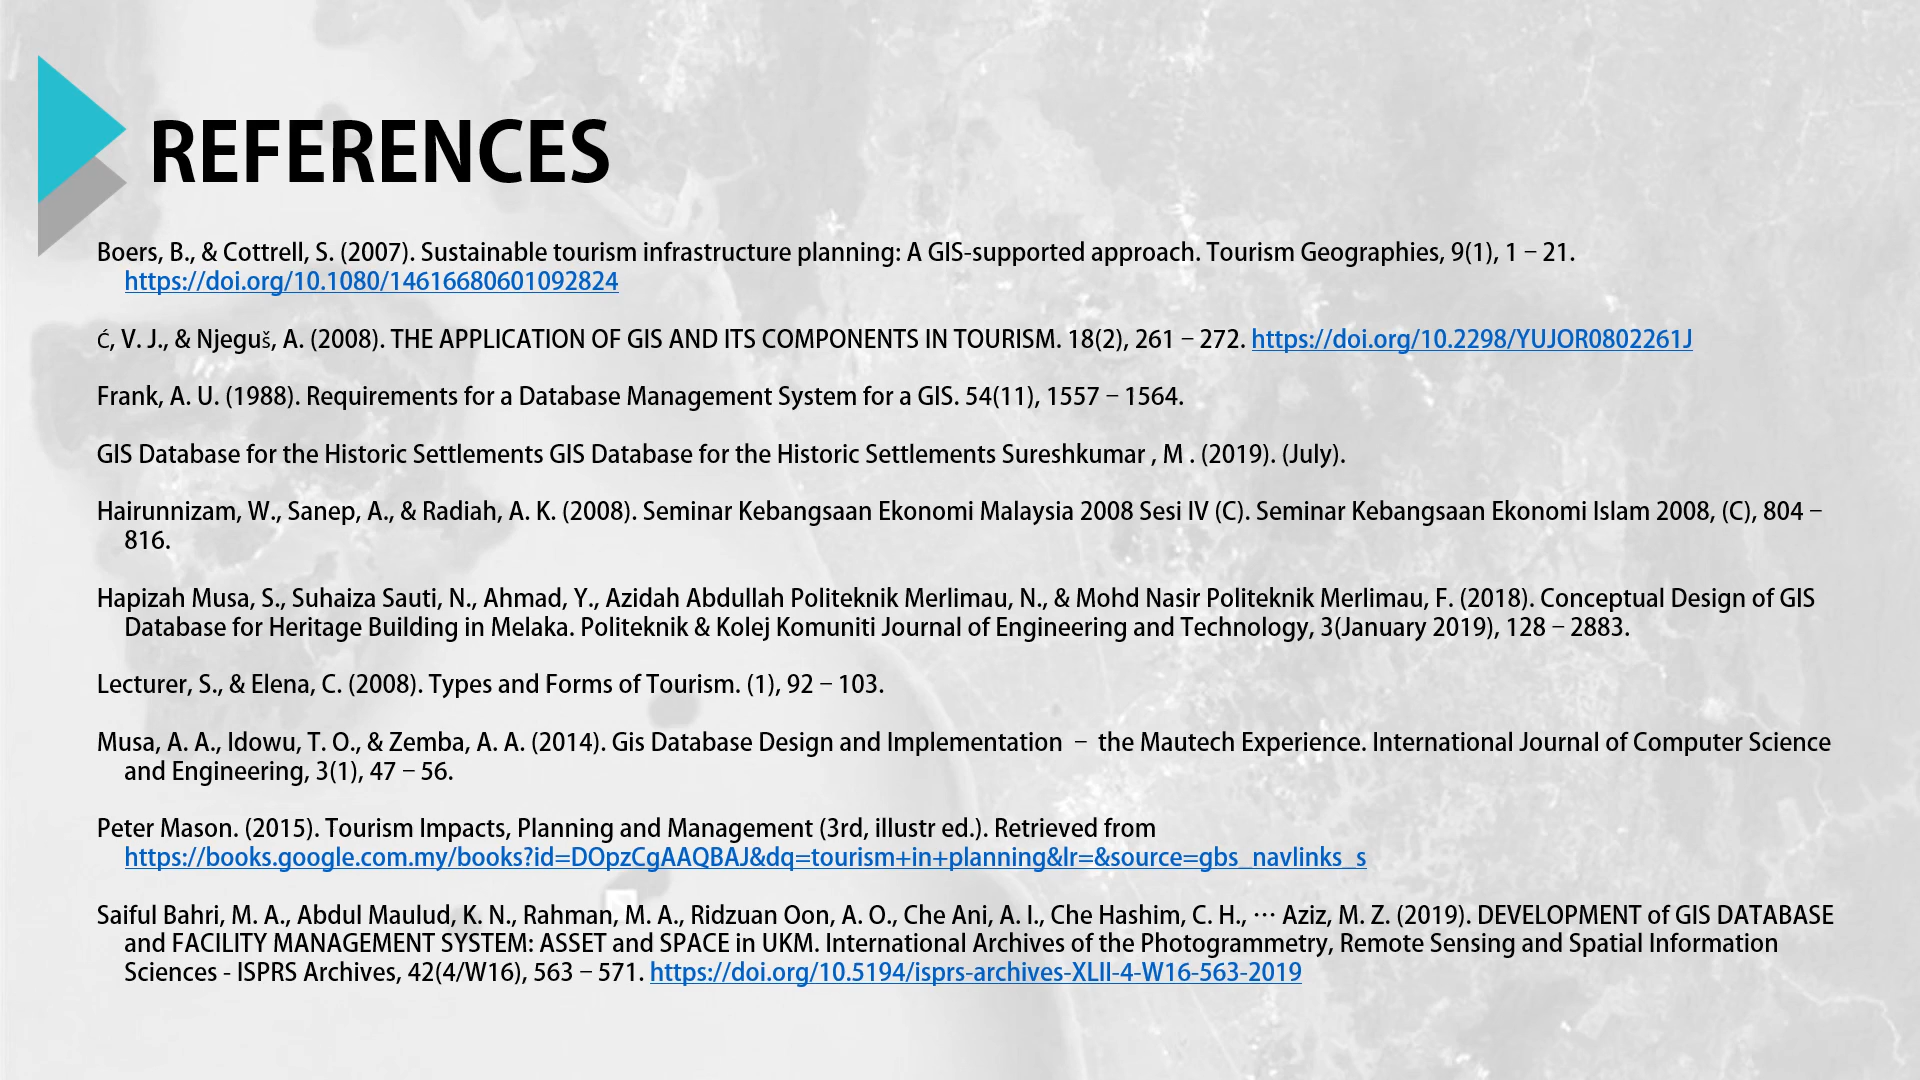 REFERENCES
Boers, B., & Cottrell, S. (2007). Sustainable tourism infrastructure planning: A GIS-supported approach. Tourism Geographies, 9(1), 1 – 21.
https://doi.org/10.1080/14616680601092824
Ć, V. J., & Njeguš, A. (2008). THE APPLICATION OF GIS AND ITS COMPONENTS IN TOURISM. 18(2), 261 – 272. https://doi.org/10.2298/YUJOR0802261J
Frank, A. U. (1988). Requirements for a Database Management System for a GIS. 54(11), 1557 – 1564.
GIS Database for the Historic Settlements GIS Database for the Historic Settlements Sureshkumar , M . (2019). (July).
Hairunnizam, W., Sanep, A., & Radiah, A. K. (2008). Seminar Kebangsaan Ekonomi Malaysia 2008 Sesi IV (C). Seminar Kebangsaan Ekonomi Islam 2008, (C), 804 –
816.
Hapizah Musa, S., Suhaiza Sauti, N., Ahmad, Y., Azidah Abdullah Politeknik Merlimau, N., & Mohd Nasir Politeknik Merlimau, F. (2018). Conceptual Design of GIS
Database for Heritage Building in Melaka. Politeknik & Kolej Komuniti Journal of Engineering and Technology, 3(January 2019), 128 – 2883.
Lecturer, S., & Elena, C. (2008). Types and Forms of Tourism. (1), 92 – 103.
Musa, A. A., Idowu, T. O., & Zemba, A. A. (2014). Gis Database Design and Implementation – the Mautech Experience. International Journal of Computer Science
and Engineering, 3(1), 47 – 56.
Peter Mason. (2015). Tourism Impacts, Planning and Management (3rd, illustr ed.). Retrieved from
https://books.google.com.my/books?id=DOpzCgAAQBAJ&dq=tourism+in+planning&lr=&source=gbs_navlinks_s
Saiful Bahri, M. A., Abdul Maulud, K. N., Rahman, M. A., Ridzuan Oon, A. O., Che Ani, A. I., Che Hashim, C. H., … Aziz, M. Z. (2019). DEVELOPMENT of GIS DATABASE
and FACILITY MANAGEMENT SYSTEM: ASSET and SPACE in UKM. International Archives of the Photogrammetry, Remote Sensing and Spatial Information
Sciences - ISPRS Archives, 42(4/W16), 563 – 571. https://doi.org/10.5194/isprs-archives-XLII-4-W16-563-2019